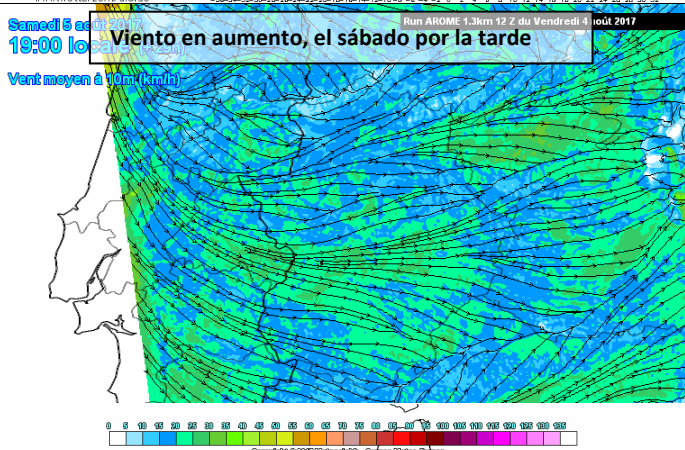 Samedi 5 août 2017
Run AROME 1.3km 12 Z du Vendredi 4 août 2017
19:00 locale
Viento en aumento, el sábado por la tarde
Vent moyen à 10m (km/h)
0 5 10 15 20 25 30 35 40 45 50 55 60 65 70 75 80 85 90 95 100 105 110 115 120 125 130 135